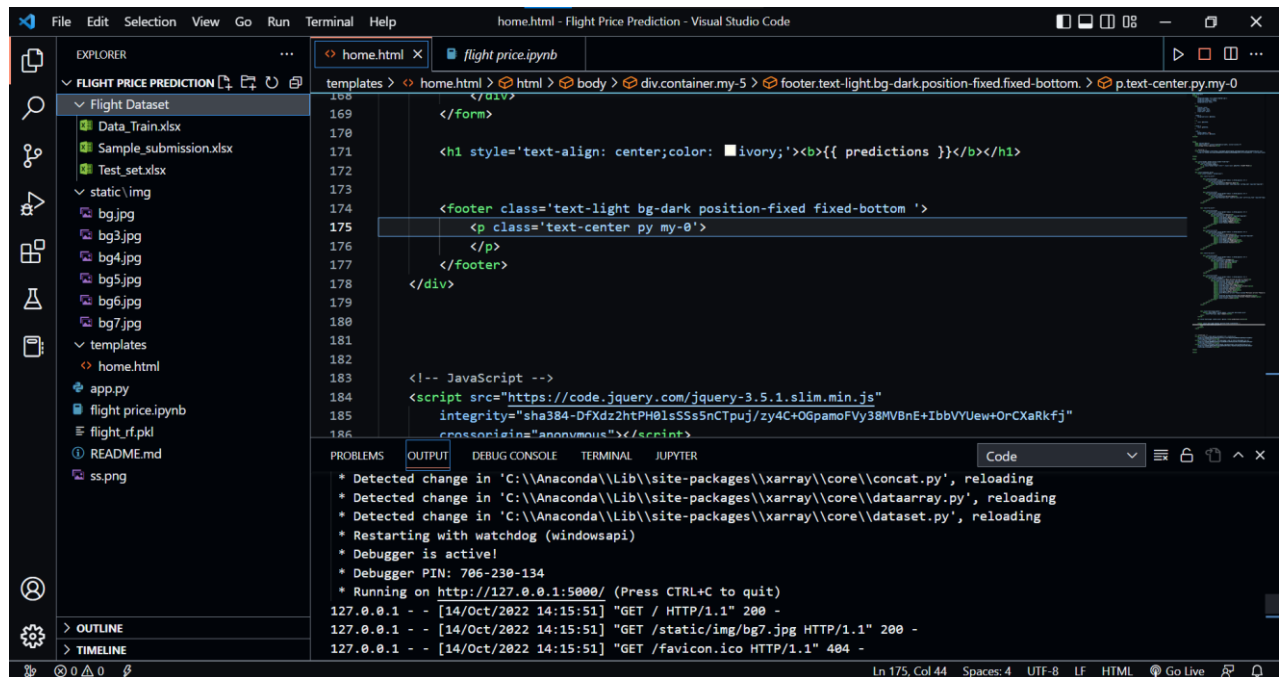 File Edit Selection View Go Run Terminal Help home.html - Flight Price Prediction - Visual Studio Code
EXPLORER
FLIGHT PRICE PREDICTION
Flight Dataset
Data_Train.xlsx
Sample_submission.xlsx
Test_set.xlsx
static\img
bg.jpg
bg3.jpg
bg4.jpg
bg5.jpg
bg6.jpg
bg7.jpg
templates
home.html
app.py
flight price.ipynb
flight_rf.pkl
README.md
ss.png
OUTLINE
TIMELINE
home.html flight price.ipynb
templates > home.html > html > body > div.container.my-5 > footer.text-light.bg-dark.position-fixed.fixed-bottom. > p.text-center.py.my-0
168 </div>
169 </form>
170
171 <h1 style='text-align: center;color: ivory;'><b>{{ predictions }}</b></h1>
172
173
174 <footer class='text-light bg-dark position-fixed fixed-bottom '>
175 <p class='text-center py my-0'>
176 </p>
177 </footer>
178 </div>
179
180
181
182
183 <!-- JavaScript -->
184 <script src="https://code.jquery.com/jquery-3.5.1.slim.min.js"
185 integrity="sha384-DfXdz2htPH0lsSSs5nCTpuj/zy4C+OGpamoFVy38MVBnE+IbbVYUew+OrCXaRkfj"
186 crossorigin="anonymous"></script>
PROBLEMS OUTPUT DEBUG CONSOLE TERMINAL JUPYTER Code
* Detected change in 'C:\\Anaconda\\Lib\\site-packages\\xarray\\core\\concat.py', reloading
* Detected change in 'C:\\Anaconda\\Lib\\site-packages\\xarray\\core\\dataarray.py', reloading
* Detected change in 'C:\\Anaconda\\Lib\\site-packages\\xarray\\core\\dataset.py', reloading
* Restarting with watchdog (windowsapi)
* Debugger is active!
* Debugger PIN: 706-230-134
* Running on http://127.0.0.1:5000/ (Press CTRL+C to quit)
127.0.0.1 - - [14/Oct/2022 14:15:51] "GET / HTTP/1.1" 200 -
127.0.0.1 - - [14/Oct/2022 14:15:51] "GET /static/img/bg7.jpg HTTP/1.1" 200 -
127.0.0.1 - - [14/Oct/2022 14:15:51] "GET /favicon.ico HTTP/1.1" 404 -
0 0 Ln 175, Col 44 Spaces: 4 UTF-8 LF HTML Go Live